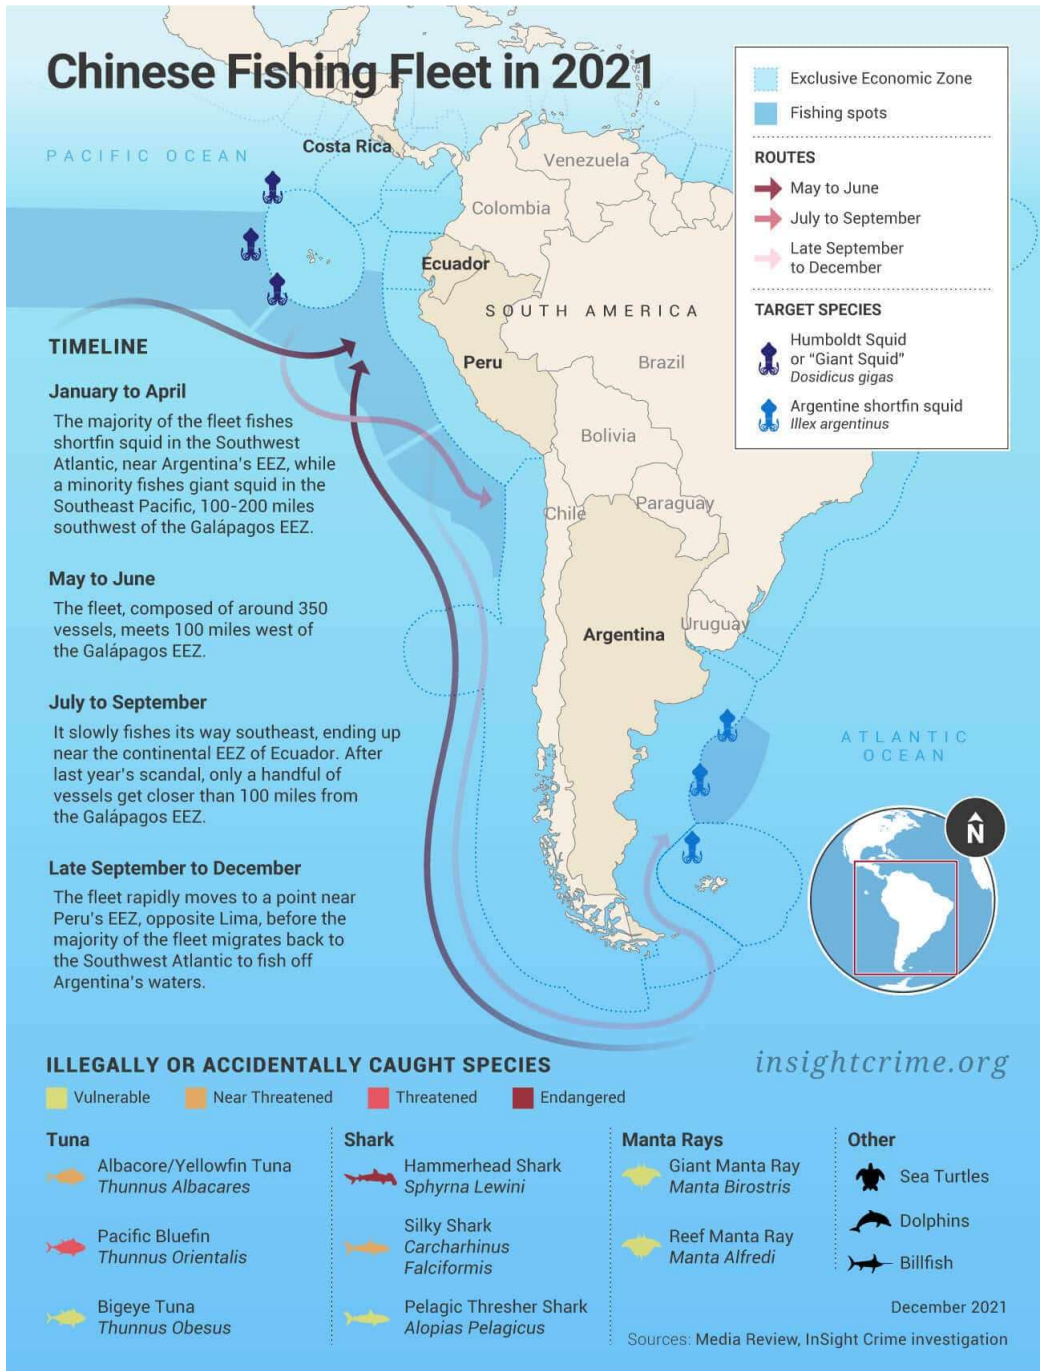 Chinese Fishing Fleet in 2021
PACIFIC OCEAN
Costa Rica
Venezuela
Colombia
Ecuador
SOUTH AMERICA
Peru
Brazil
Bolivia
Paraguay
Chile
Uruguay
Argentina
ATLANTIC
OCEAN
N
Exclusive Economic Zone
Fishing spots
ROUTES
May to June
July to September
Late September
to December
TARGET SPECIES
Humboldt Squid
or “Giant Squid”
Dosidicus gigas
Argentine shortfin squid
Illex argentinus
TIMELINE
January to April
The majority of the fleet fishes
shortfin squid in the Southwest
Atlantic, near Argentina's EEZ, while
a minority fishes giant squid in the
Southeast Pacific, 100-200 miles
southwest of the Galápagos EEZ.
May to June
The fleet, composed of around 350
vessels, meets 100 miles west of
the Galápagos EEZ.
July to September
It slowly fishes its way southeast, ending up
near the continental EEZ of Ecuador. After
last year's scandal, only a handful of
vessels get closer than 100 miles from
the Galápagos EEZ.
Late September to December
The fleet rapidly moves to a point near
Peru's EEZ, opposite Lima, before the
majority of the fleet migrates back to
the Southwest Atlantic to fish off
Argentina's waters.
insightcrime.org
ILLEGALLY OR ACCIDENTALLY CAUGHT SPECIES
Vulnerable
Near Threatened
Threatened
Endangered
Tuna
Albacore/Yellowfin Tuna
Thunnus Albacares
Pacific Bluefin
Thunnus Orientalis
Bigeye Tuna
Thunnus Obesus
Shark
Hammerhead Shark
Sphyrna Lewini
Silky Shark
Carcharhinus
Falciformis
Pelagic Thresher Shark
Alopias Pelagicus
Manta Rays
Giant Manta Ray
Manta Birostris
Reef Manta Ray
Manta Alfredi
Other
Sea Turtles
Dolphins
Billfish
December 2021
Sources: Media Review, InSight Crime investigation